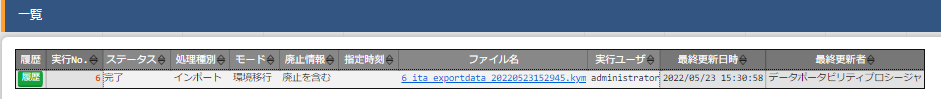 一覧
履歴 実行No. ステータス 処理種別 モード 廃止情報 指定時刻 ファイル名 実行ユーザ 最終更新日時 最終更新者
履歴 6 完了 インポート 環境移行 廃止を含む 6_ita_exportdata_20220523152945.kym administrator 2022/05/23 15:30:58 データポータビリティプロシージャ